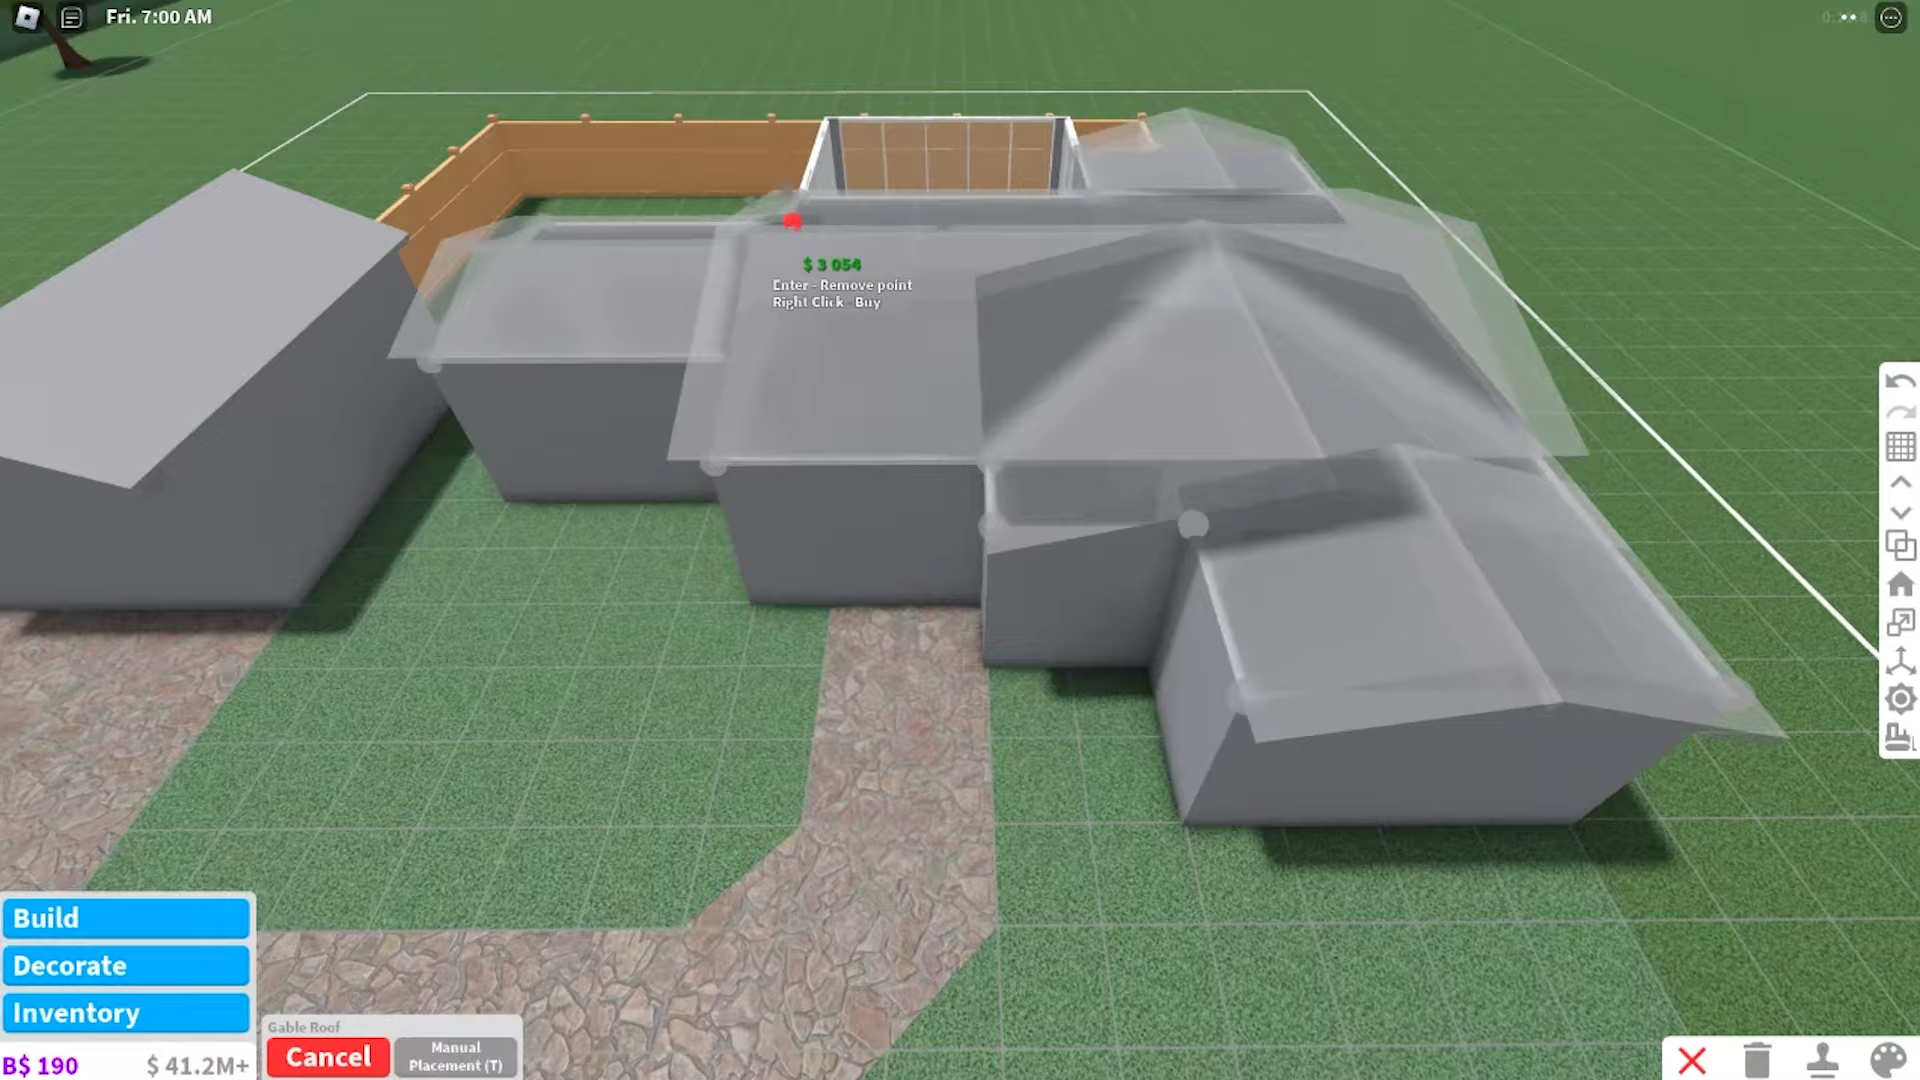 Fri. 7:00 AM
$ 3 054
Enter - Remove point
Right Click - Buy
Build
Decorate
Inventory
B$ 190
$ 41.2M+
Gable Roof
Cancel
Manual
Placement (T)